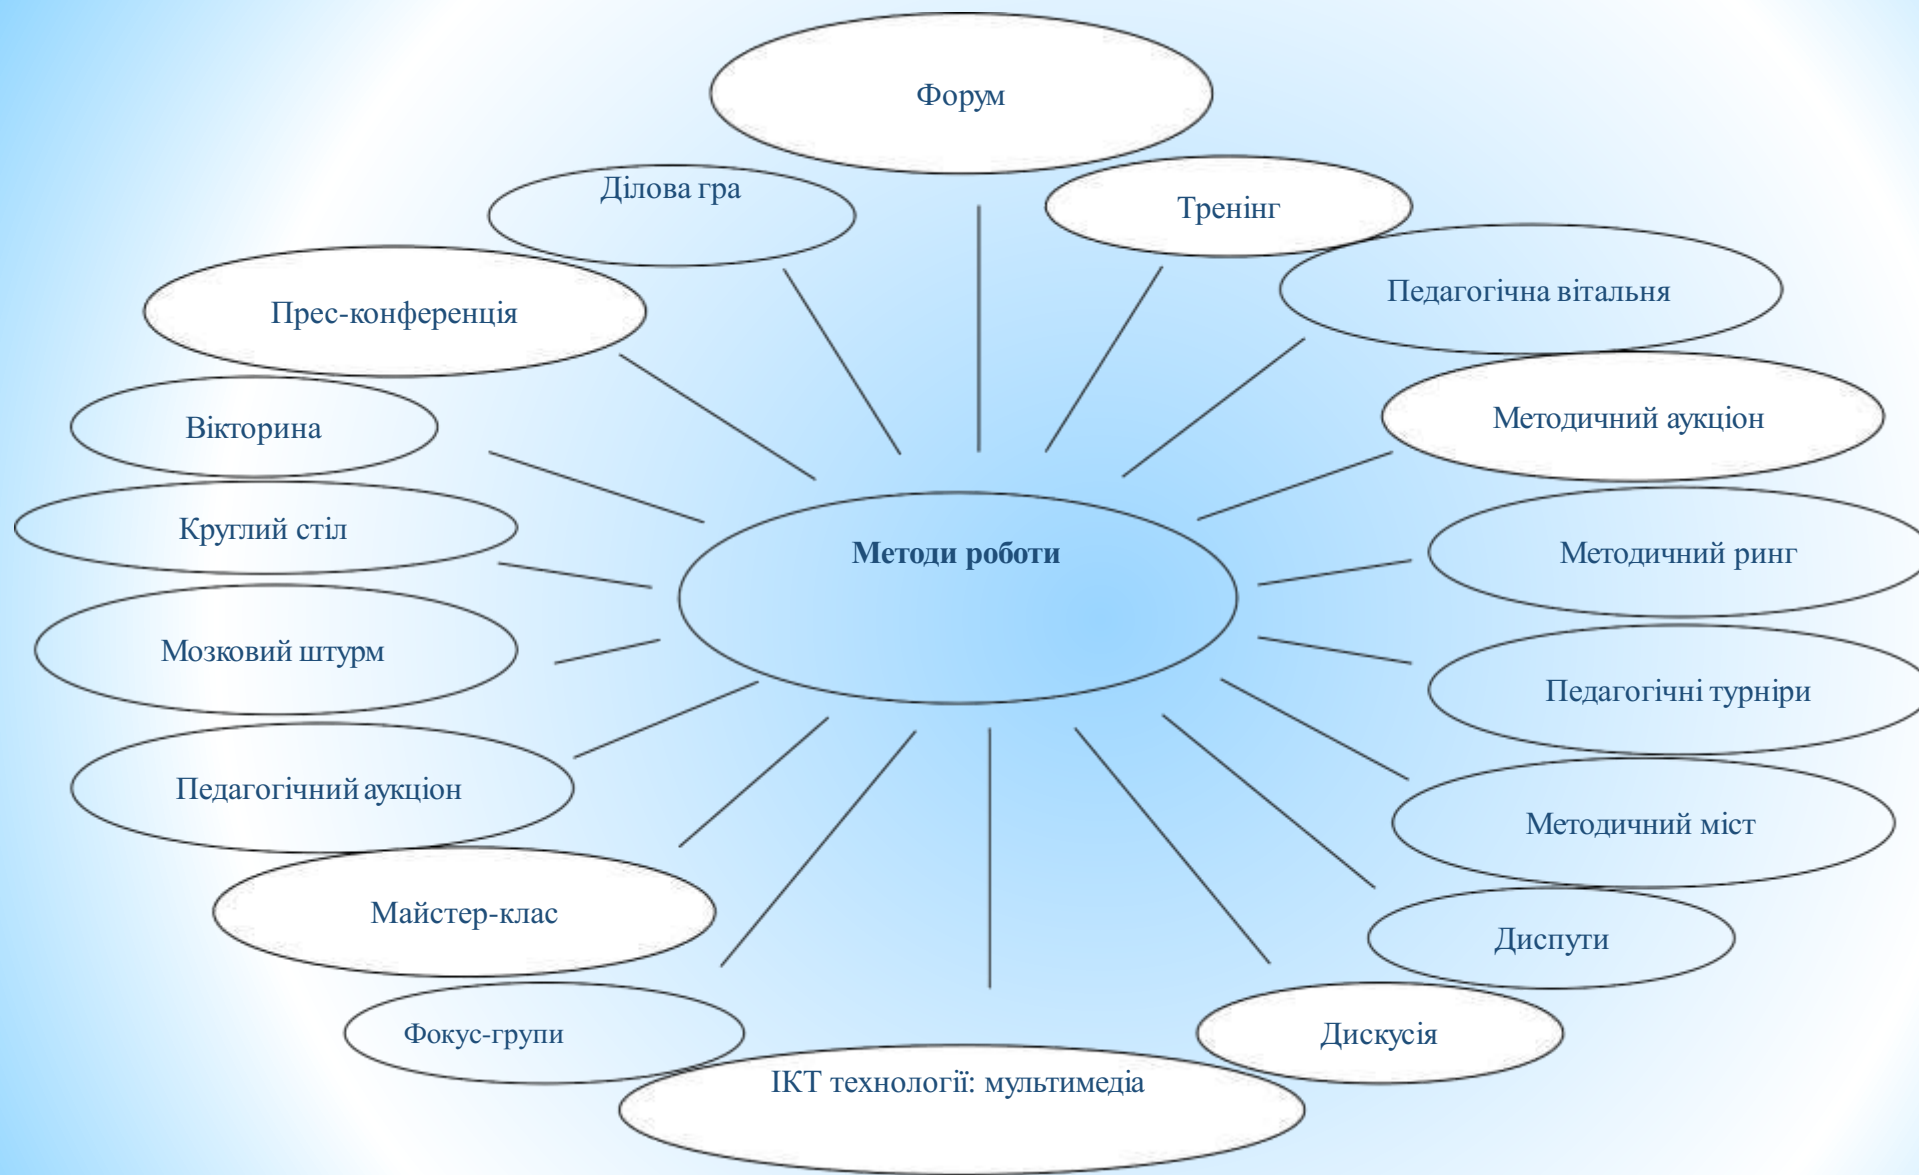 Форум
Ділова гра
Тренінг
Педагогічна вітальня
Прес-конференція
Методичний аукціон
Вікторина
Круглий стіл
Методи роботи
Методичний ринг
Мозковий штурм
Педагогічні турніри
Педагогічний аукціон
Методичний міст
Майстер-клас
Диспути
Фокус-групи
Дискусія
ІКТ технології: мультимедіа